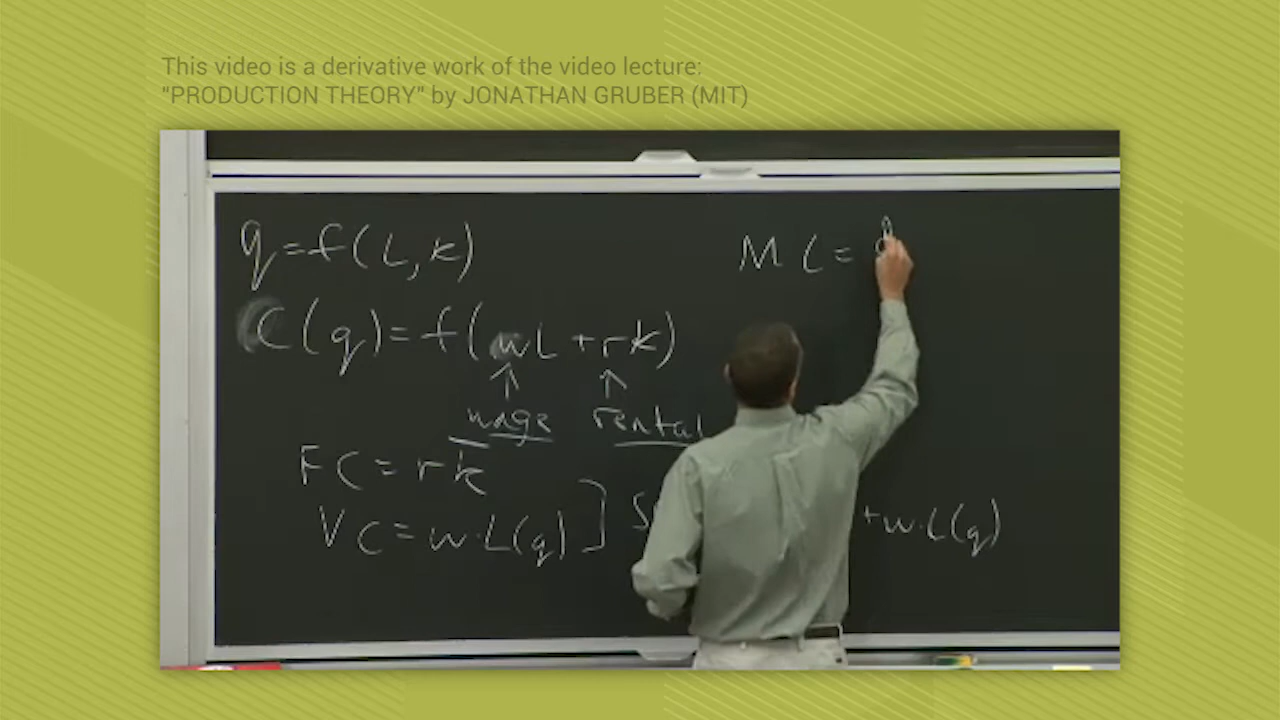 This video is a derivative work of the video lecture:
"PRODUCTION THEORY" by JONATHAN GRUBER (MIT)
q=f(L,k)
MC=
C(q)=f(wL+rk)
↑ ↑
wage rental
FC=rk̅
VC=w·L(q)] S +w·L(q)